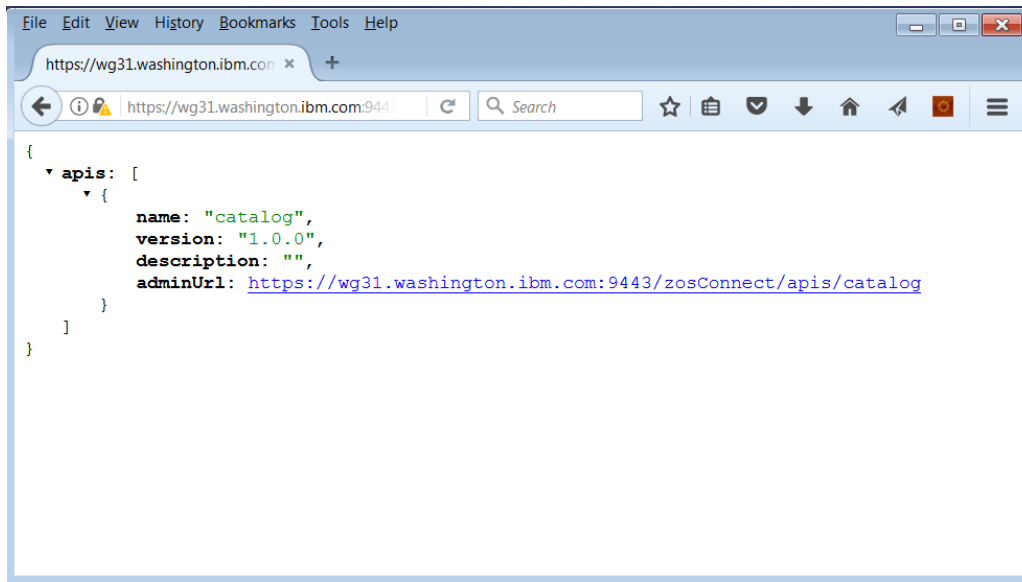 File Edit View History Bookmarks Tools Help
https://wg31.washington.ibm.con
https://wg31.washington.ibm.com:944
Search
{
apis: [
{
name: "catalog",
version: "1.0.0",
description: "",
adminUrl: https://wg31.washington.ibm.com:9443/zosConnect/apis/catalog
}
]
}